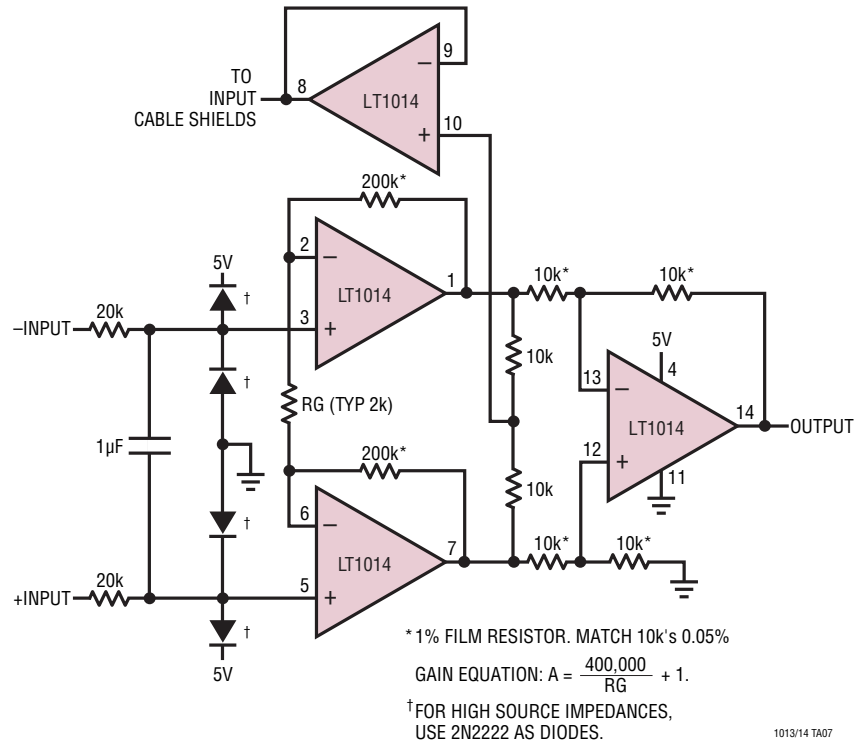 TO
INPUT
CABLE SHIELDS
8
9
–
LT1014
+
10
200k*
5V
†
2
–
1
LT1014
3
+
–INPUT
20k
†
10k*
10k*
10k
5V
4
13
–
LT1014
14
OUTPUT
12
+
11
RG (TYP 2k)
1µF
200k*
10k
†
6
–
7
LT1014
5
+
10k*
10k*
+INPUT
20k
†
5V
*1% FILM RESISTOR. MATCH 10k's 0.05%
GAIN EQUATION: A = 400,000 / RG + 1.
†FOR HIGH SOURCE IMPEDANCES,
USE 2N2222 AS DIODES.
1013/14 TA07